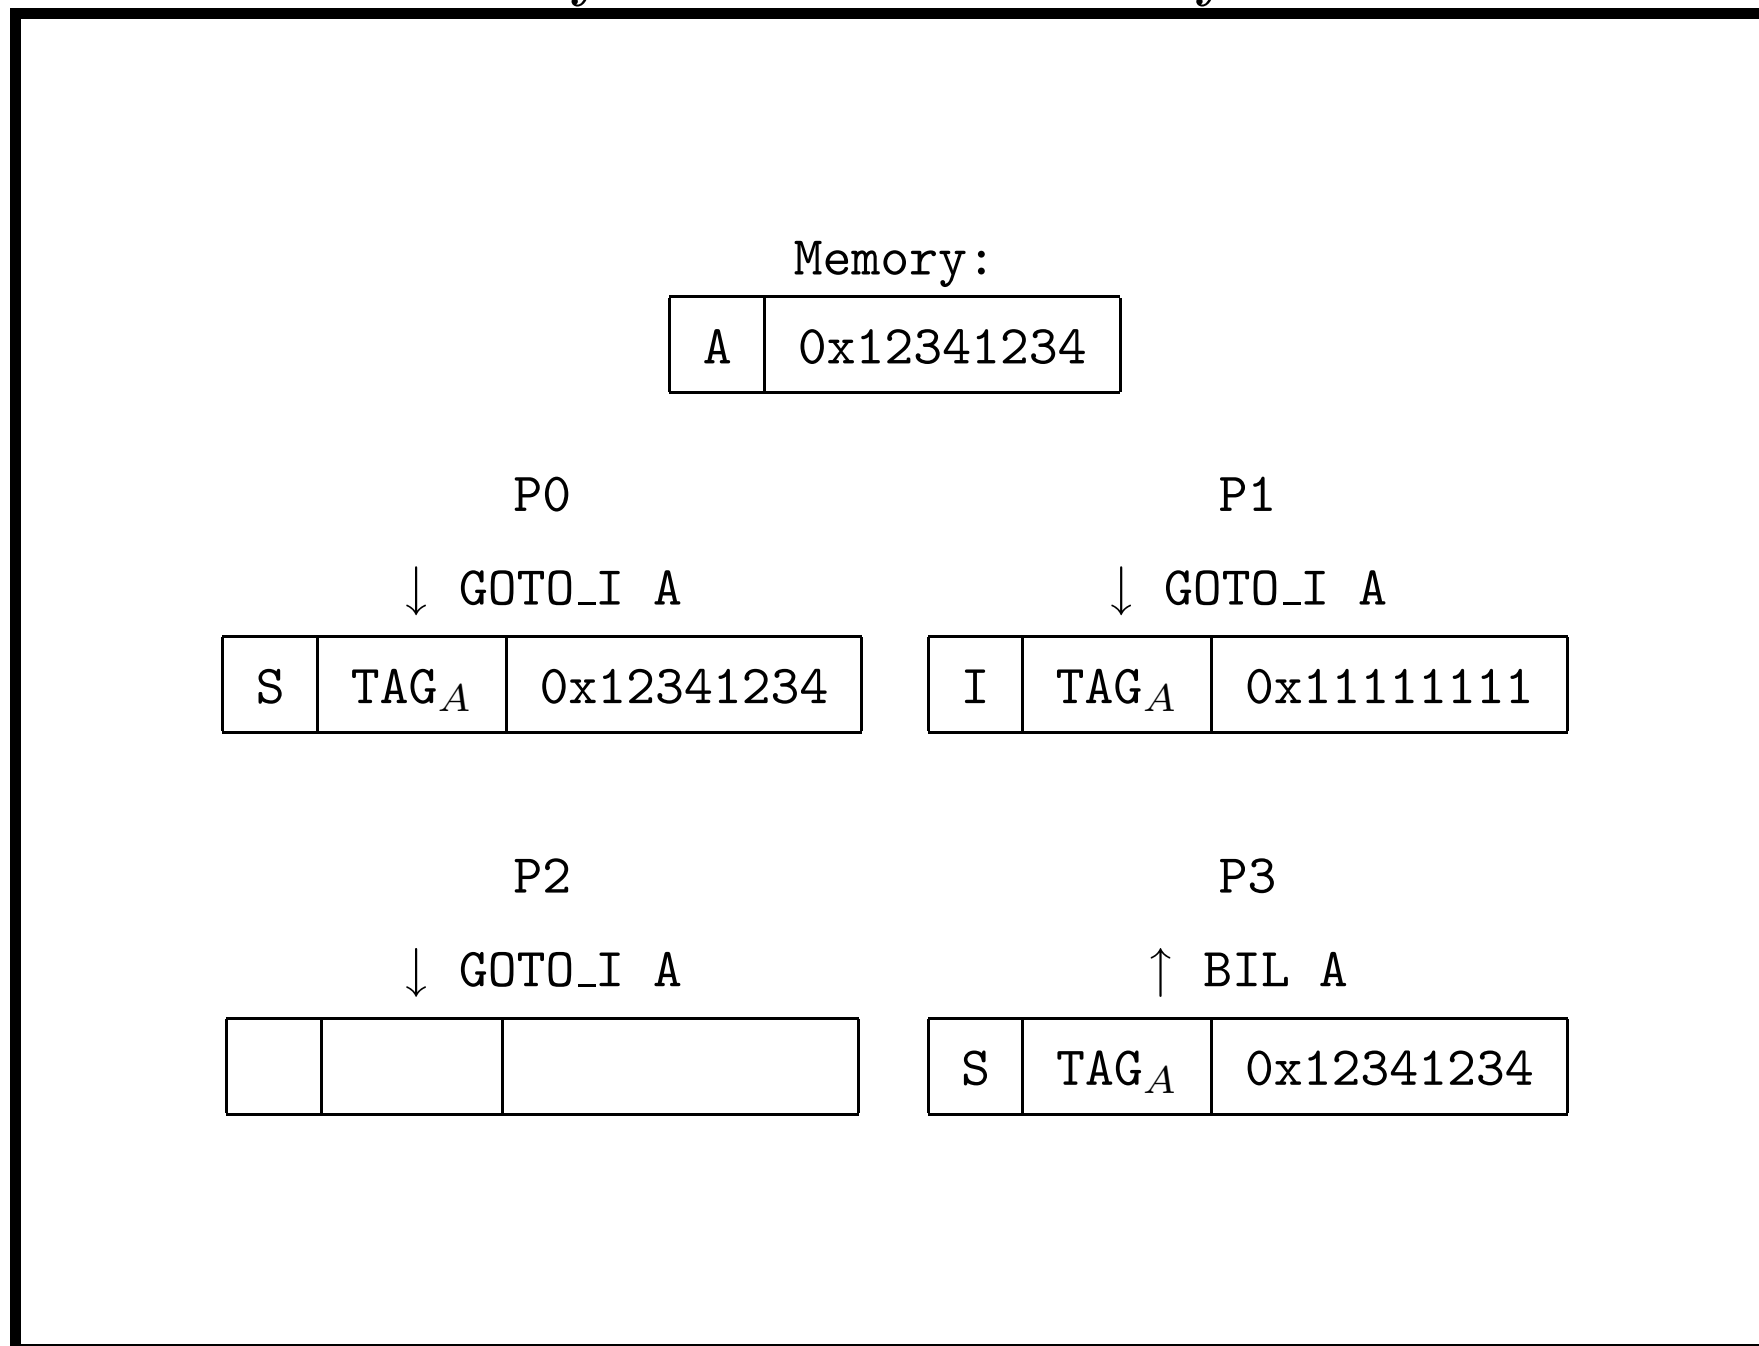 Memory:
A 0x12341234
P0 P1
↓ GOTO_I A ↓ GOTO_I A
S TAG_A 0x12341234 I TAG_A 0x11111111
P2 P3
↓ GOTO_I A ↑ BIL A
S TAG_A 0x12341234